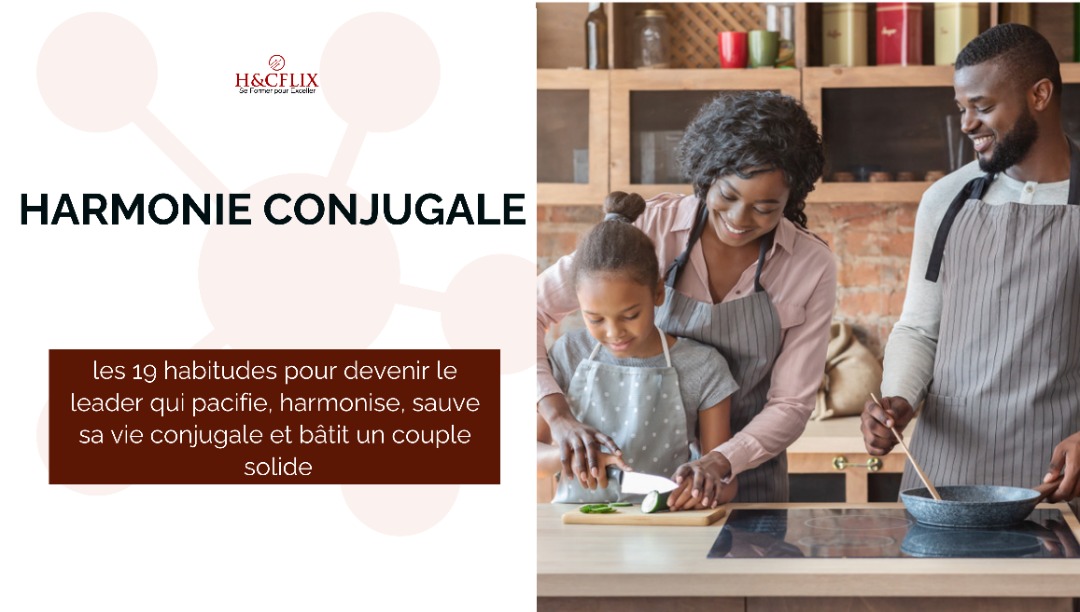 H&CFLIX
Se Former pour Exceller
HARMONIE CONJUGALE
les 19 habitudes pour devenir le
leader qui pacifie, harmonise, sauve
sa vie conjugale et bâtit un couple
solide